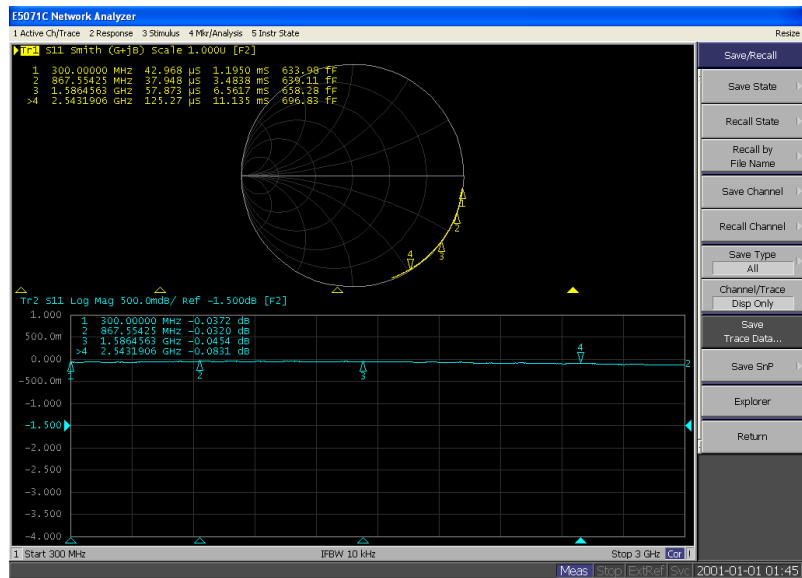 E5071C Network Analyzer
1 Active Ch/Trace 2 Response 3 Stimulus 4 Mkr/Analysis 5 Instr State
Resize
Tr1 S11 Smith (G+jB) Scale 1.000U [F2]
1 300.00000 MHz 42.968 µS 1.1950 mS 633.98 fF
2 867.55425 MHz 37.948 µS 3.4838 mS 639.11 fF
3 1.5864563 GHz 57.873 µS 6.5617 mS 658.28 fF
>4 2.5431906 GHz 125.27 µS 11.135 mS 696.83 fF
1
2
3
4
Tr2 S11 Log Mag 500.0mdB/ Ref -1.500dB [F2]
1.000
500.0m
0.000
-500.0m
-1.000
-1.500
-2.000
-2.500
-3.000
-3.500
-4.000
1 300.00000 MHz -0.0372 dB
2 867.55425 MHz -0.0320 dB
3 1.5864563 GHz -0.0454 dB
>4 2.5431906 GHz -0.0831 dB
1
2
3
4
2
1 Start 300 MHz
IFBW 10 kHz
Stop 3 GHz Cor !
Save/Recall
Save State
Recall State
Recall by
File Name
Save Channel
Recall Channel
Save Type
All
Channel/Trace
Disp Only
Save
Trace Data...
Save SnP
Explorer
Return
Meas Stop ExtRef Svc 2001-01-01 01:45